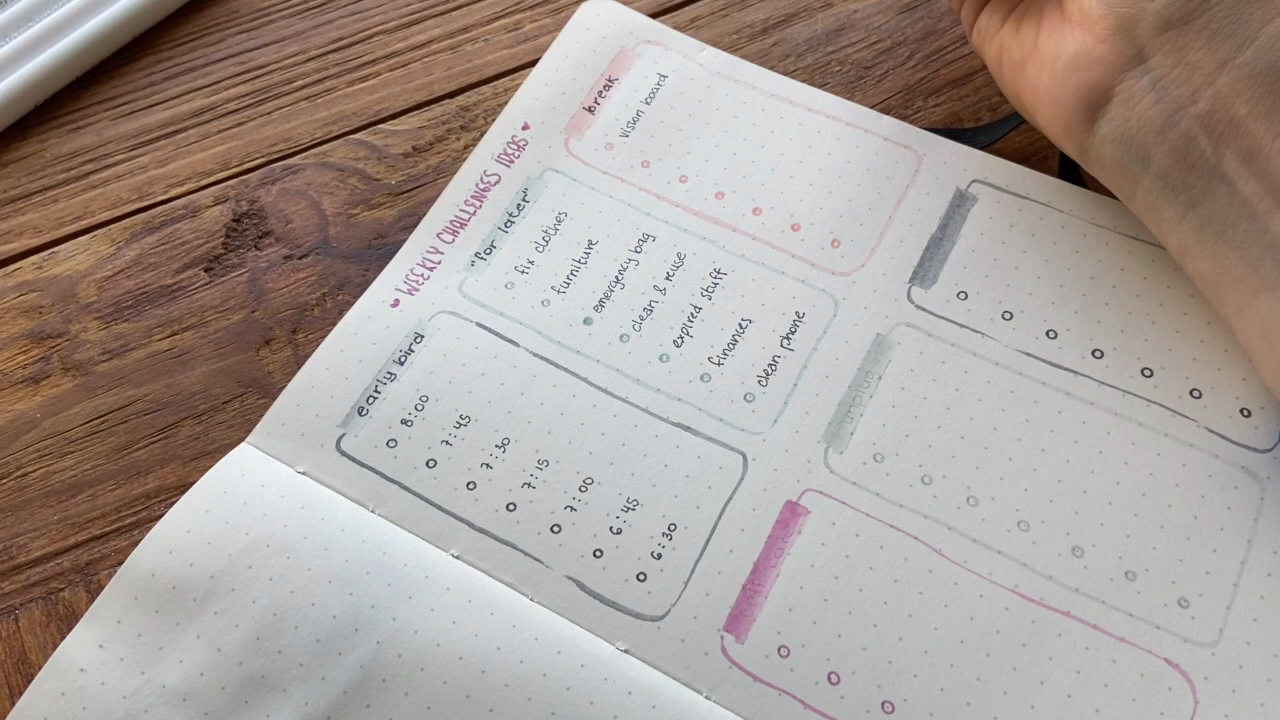 ♥ WEEKLY CHALLENGES IDEAS ♥
early bird
8:00
7:45
7:30
7:15
7:00
6:45
6:30
"for later"
fix clothes
furniture
emergency bag
clean & reuse
expired stuff
finances
clean phone
break
vision board
self care
unplug